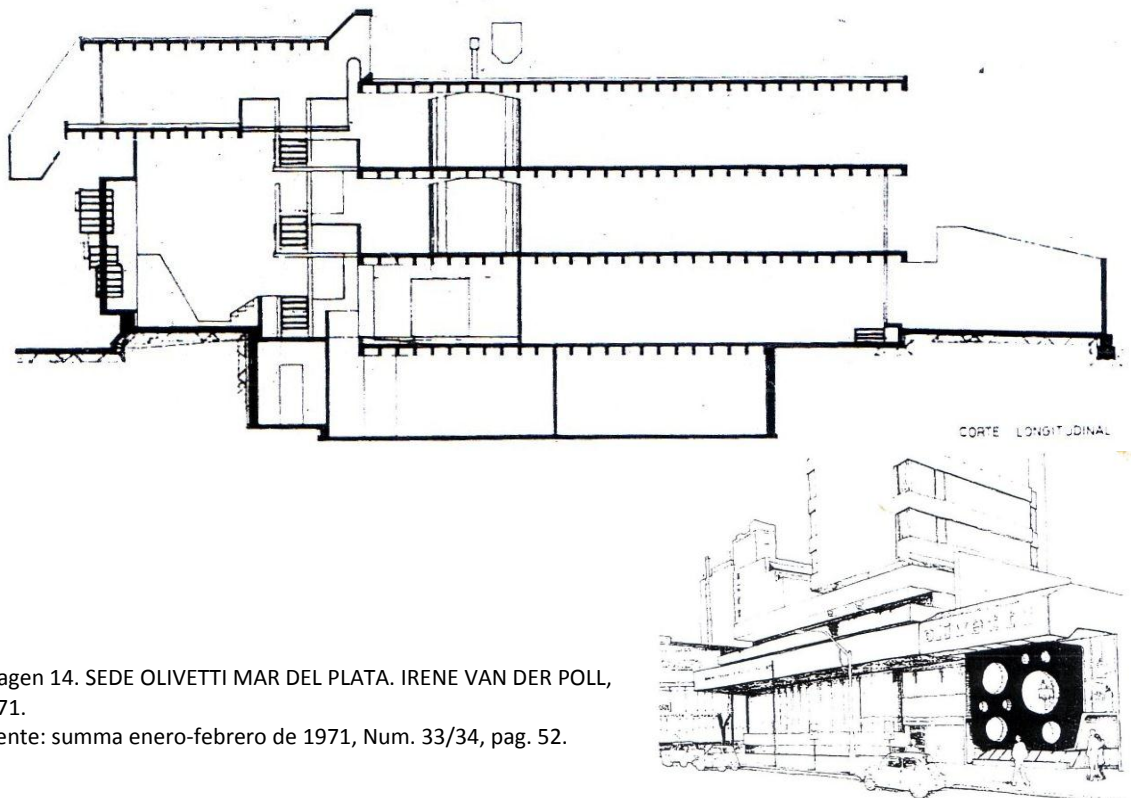 CORTE LONGITUDINAL
agen 14. SEDE OLIVETTI MAR DEL PLATA. IRENE VAN DER POLL,
71.
ente: summa enero-febrero de 1971, Num. 33/34, pag. 52.